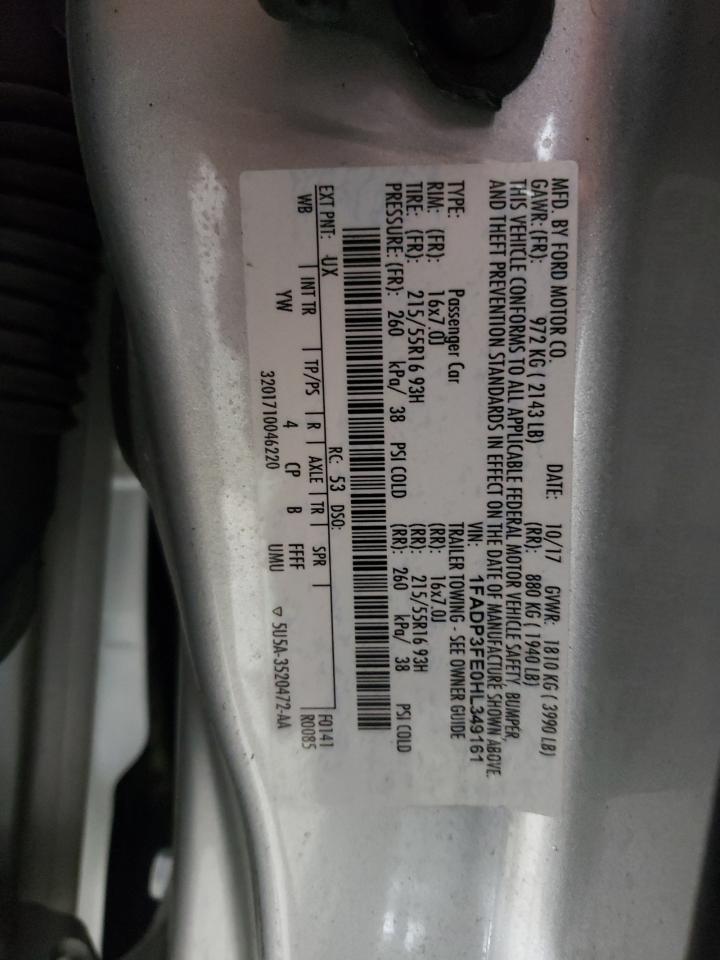 MFD. BY FORD MOTOR CO. DATE: 10/17 GVWR: 1810 KG ( 3990 LB)
GAWR: (FR): 972 KG ( 2143 LB) (RR): 880 KG ( 1940 LB)
THIS VEHICLE CONFORMS TO ALL APPLICABLE FEDERAL MOTOR VEHICLE SAFETY, BUMPER,
AND THEFT PREVENTION STANDARDS IN EFFECT ON THE DATE OF MANUFACTURE SHOWN ABOVE.
VIN: 1FADP3FE0HL349161
TYPE: Passenger Car TRAILER TOWING - SEE OWNER GUIDE
RIM: (FR): 16x7.0J (RR): 16x7.0J
TIRE: (FR): 215/55R16 93H (RR): 215/55R16 93H
PRESSURE: (FR): 260 kPa/ 38 PSI COLD (RR): 260 kPa/ 38 PSI COLD
EXT PNT: UX RC: 53 DSO: F0141
WB INT TR TP/PS R AXLE TR SPR R0085
YW 4 CP B FFFF
3201710046220 UMU ▽ 5U5A-3520472-AA